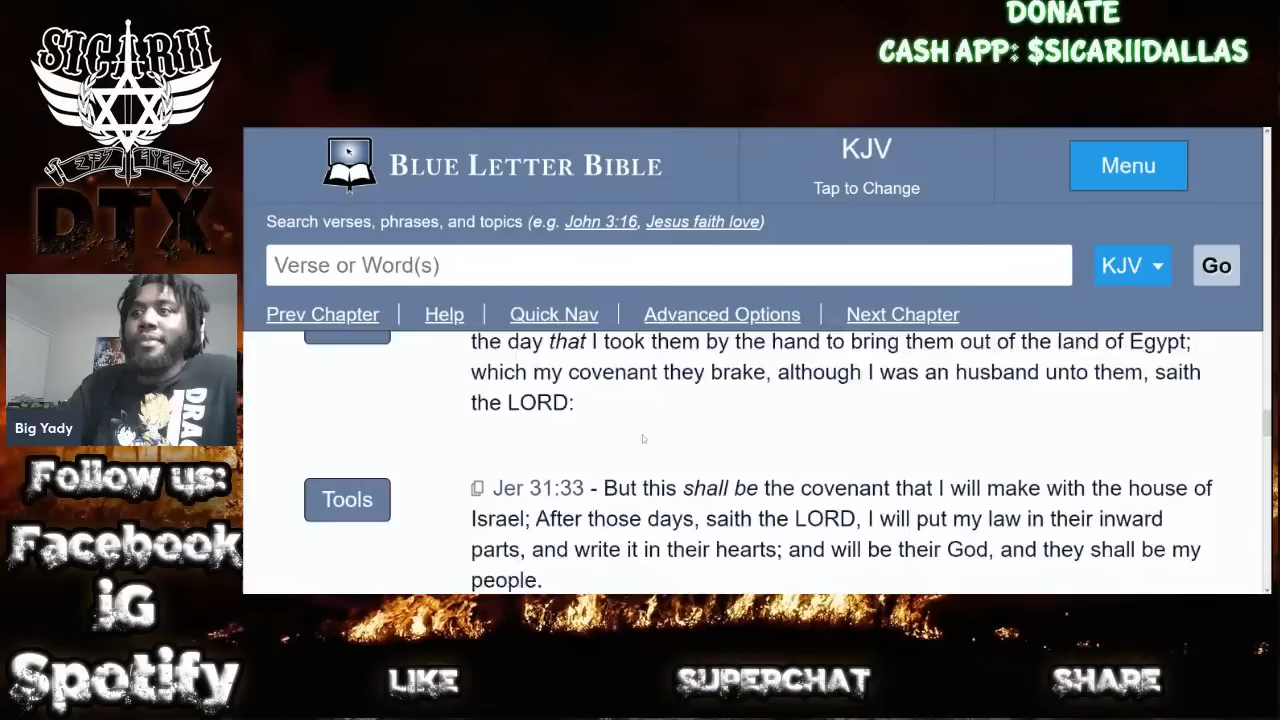 SICARII
DTX
DONATE
CASH APP: $SICARIIDALLAS
BLUE LETTER BIBLE
KJV
Tap to Change
Menu
Search verses, phrases, and topics (e.g. John 3:16, Jesus faith love)
Verse or Word(s)
KJV
Go
Prev Chapter
Help
Quick Nav
Advanced Options
Next Chapter
the day that I took them by the hand to bring them out of the land of Egypt;
which my covenant they brake, although I was an husband unto them, saith
the LORD:
Tools
Jer 31:33 - But this shall be the covenant that I will make with the house of
Israel; After those days, saith the LORD, I will put my law in their inward
parts, and write it in their hearts; and will be their God, and they shall be my
people.
DRAG
Big Yady
Follow us:
Facebook
iG
Spotify
LIKE
SUPERCHAT
SHARE